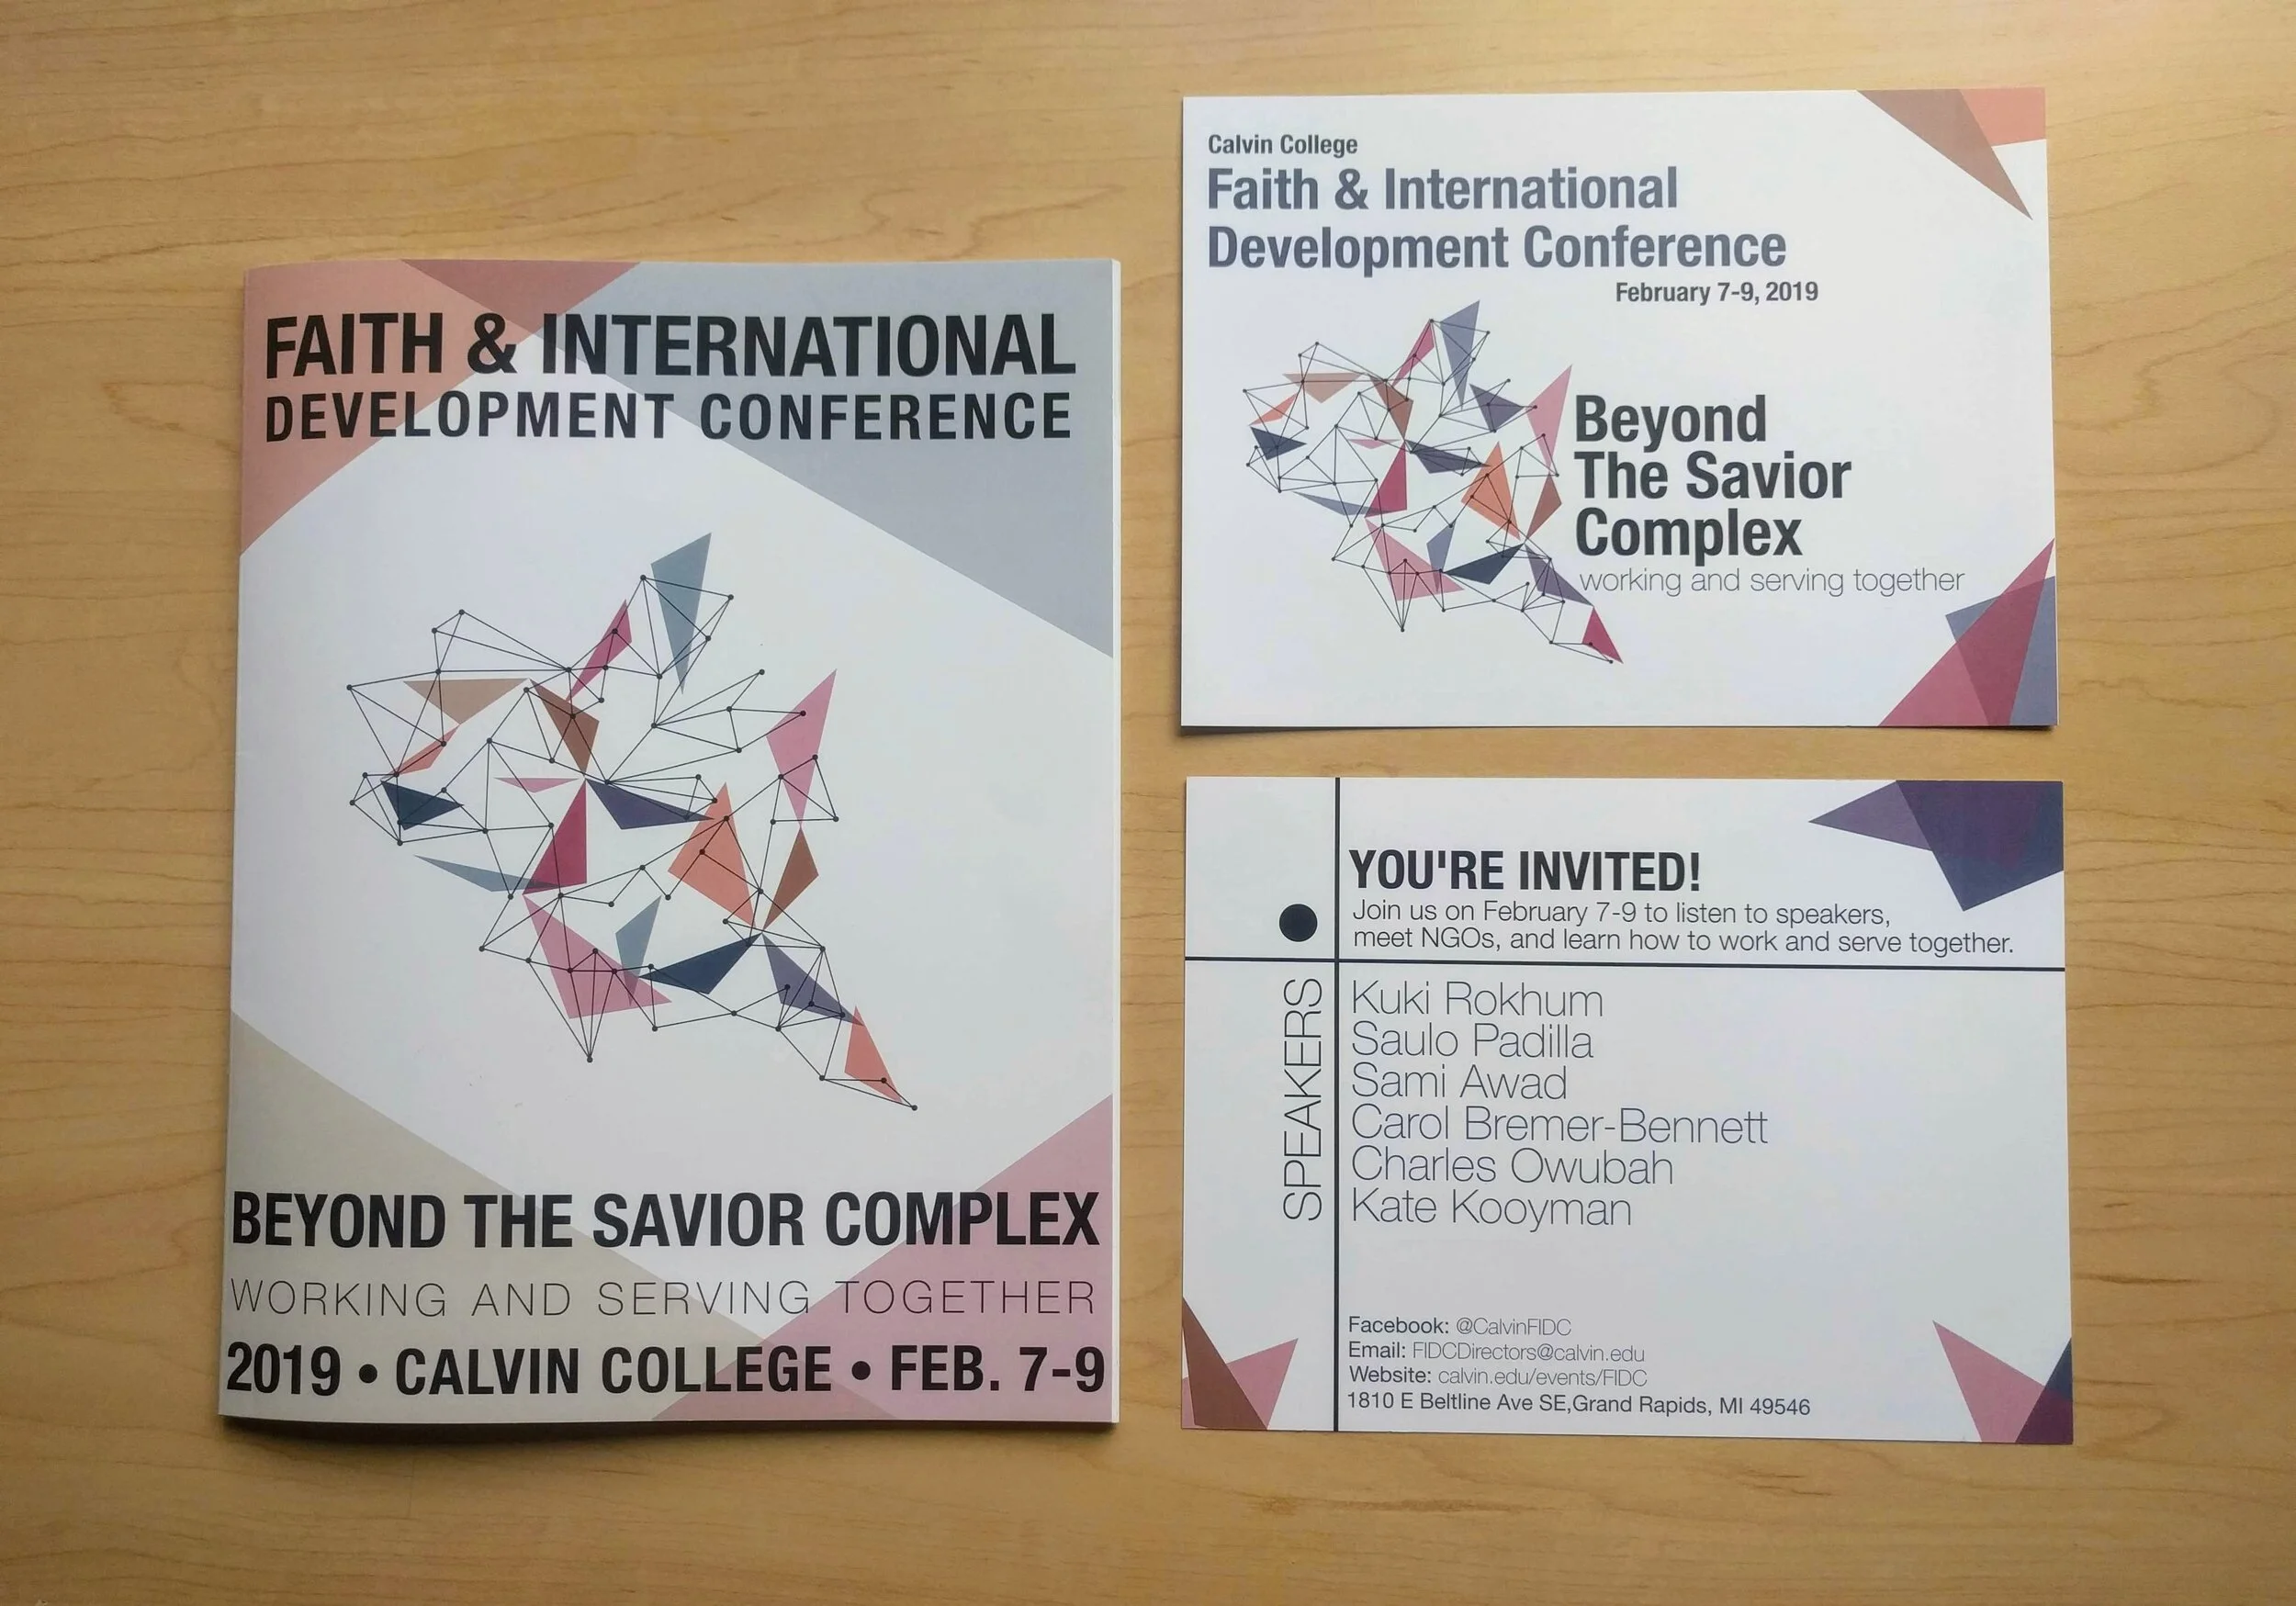 FAITH & INTERNATIONAL
DEVELOPMENT CONFERENCE
BEYOND THE SAVIOR COMPLEX
WORKING AND SERVING TOGETHER
2019 • CALVIN COLLEGE • FEB. 7-9
Calvin College
Faith & International
Development Conference
February 7-9, 2019
Beyond
The Savior
Complex
working and serving together
YOU'RE INVITED!
Join us on February 7-9 to listen to speakers,
meet NGOs, and learn how to work and serve together.
SPEAKERS
Kuki Rokhum
Saulo Padilla
Sami Awad
Carol Bremer-Bennett
Charles Owubah
Kate Kooyman
Facebook: @CalvinFIDC
Email: FIDCDirectors@calvin.edu
Website: calvin.edu/events/FIDC
1810 E Beltline Ave SE,Grand Rapids, MI 49546